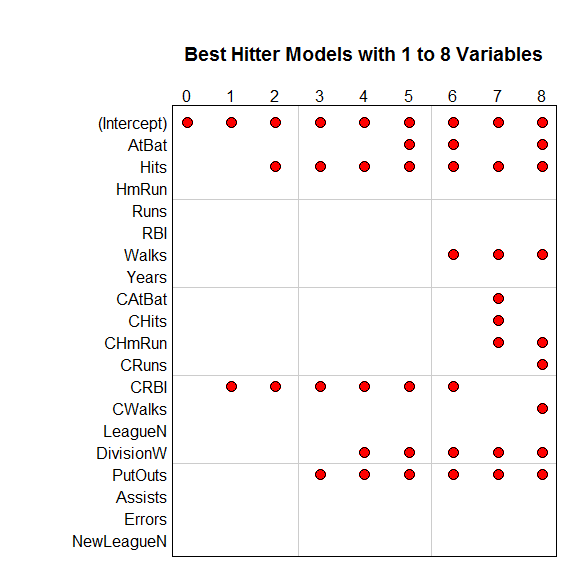 Best Hitter Models with 1 to 8 Variables
0 1 2 3 4 5 6 7 8
(Intercept)
AtBat
Hits
HmRun
Runs
RBI
Walks
Years
CAtBat
CHits
CHmRun
CRuns
CRBI
CWalks
LeagueN
DivisionW
PutOuts
Assists
Errors
NewLeagueN